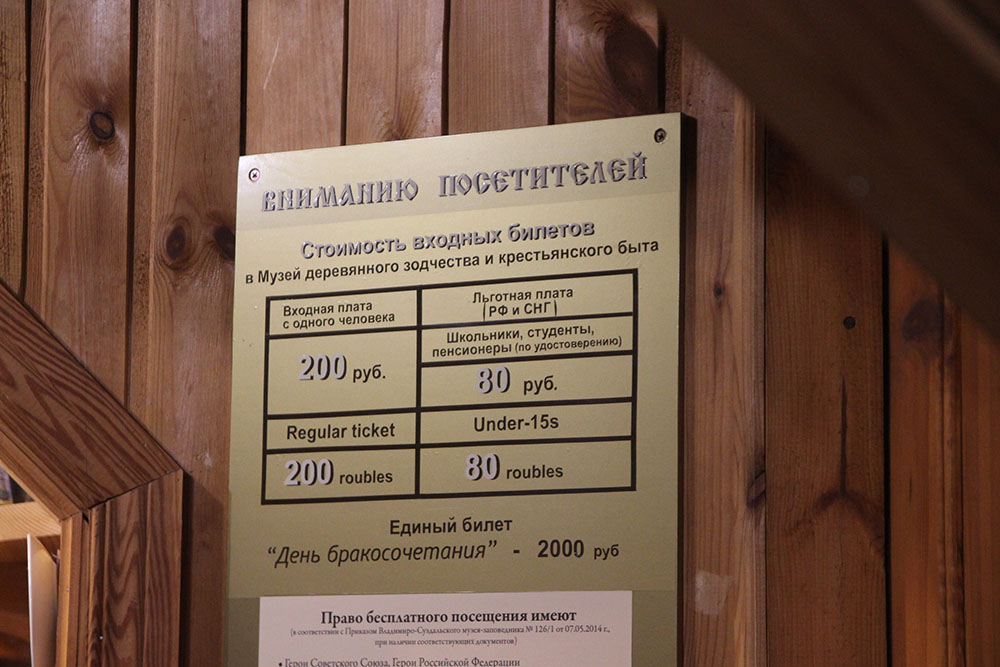 ВНИМАНИЮ ПОСЕТИТЕЛЕЙ
Стоимость входных билетов
в Музей деревянного зодчества и крестьянского быта
Входная плата
с одного человека
Льготная плата
(РФ и СНГ)
Школьники, студенты,
пенсионеры (по удостоверению)
200 руб.
80 руб.
Regular ticket
Under-15s
200 roubles
80 roubles
Единый билет
“День бракосочетания” - 2000 руб
Право бесплатного посещения имеют
(в соответствии с Приказом Владимиро-Суздальского музея-заповедника № 126/1 от 07.05.2014 г.,
при наличии соответствующих документов)
• Герои Советского Союза, Герои Российской Федерации